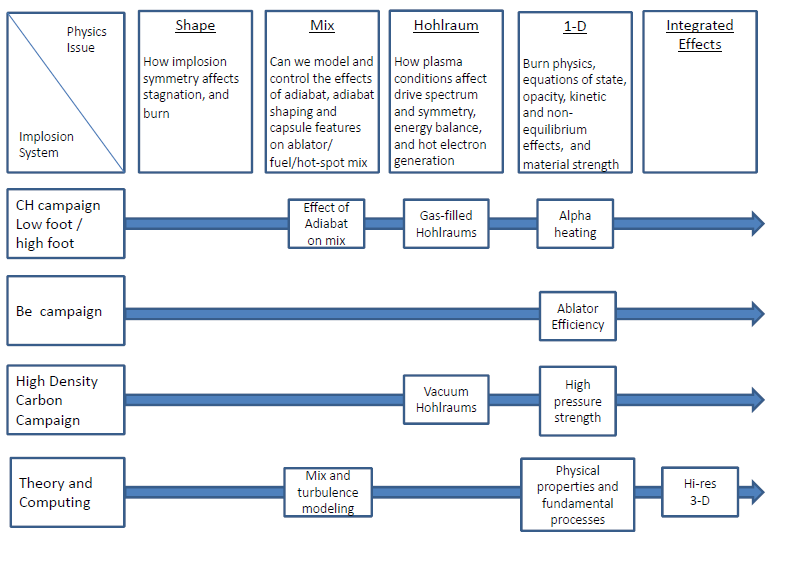 Physics
Issue
Implosion
System
Shape
How implosion
symmetry affects
stagnation, and
burn
Mix
Can we model and
control the effects
of adiabat, adiabat
shaping and
capsule features
on ablator/
fuel/hot-spot mix
Hohlraum
How plasma
conditions affect
drive spectrum
and symmetry,
energy balance,
and hot electron
generation
1-D
Burn physics,
equations of state,
opacity, kinetic
and non-
equilibrium
effects, and
material strength
Integrated
Effects
CH campaign
Low foot /
high foot
Effect of
Adiabat
on mix
Gas-filled
Hohlraums
Alpha
heating
Be campaign
Ablator
Efficiency
High Density
Carbon
Campaign
Vacuum
Hohlraums
High
pressure
strength
Theory and
Computing
Mix and
turbulence
modeling
Physical
properties and
fundamental
processes
Hi-res
3-D